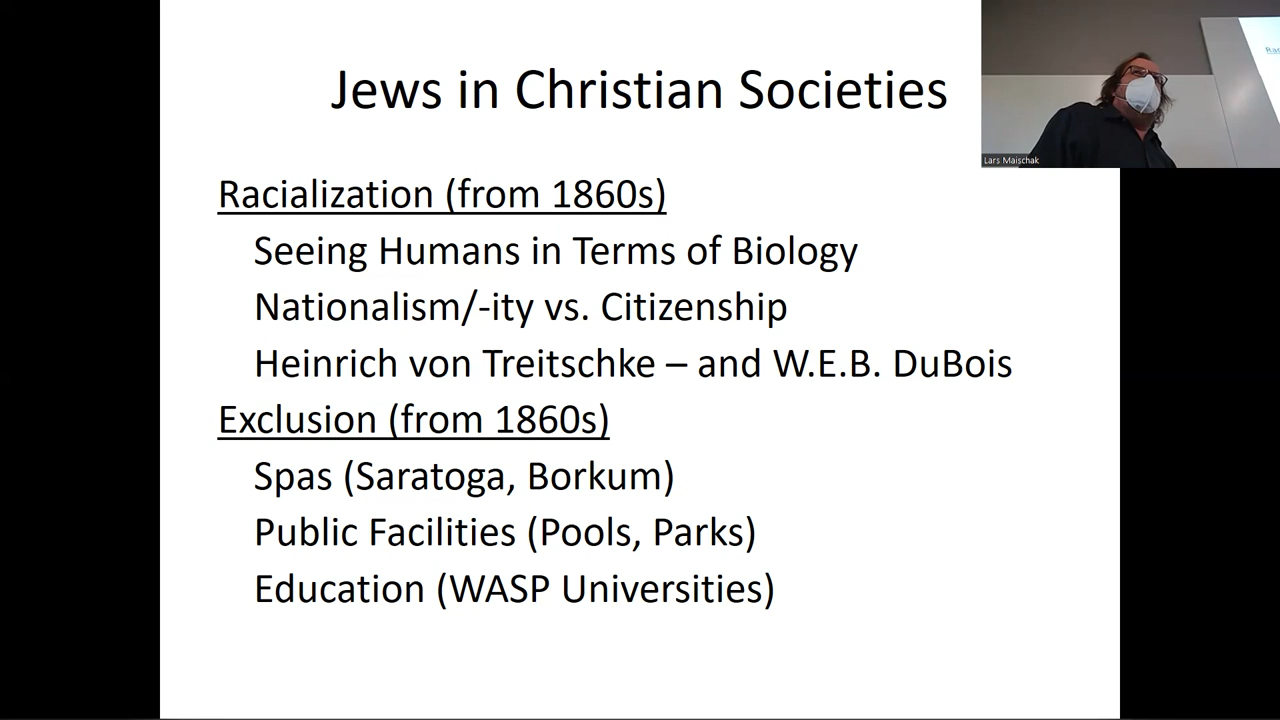 Jews in Christian Societies
Racialization (from 1860s)
Seeing Humans in Terms of Biology
Nationalism/-ity vs. Citizenship
Heinrich von Treitschke – and W.E.B. DuBois
Exclusion (from 1860s)
Spas (Saratoga, Borkum)
Public Facilities (Pools, Parks)
Education (WASP Universities)
Lars Maischak